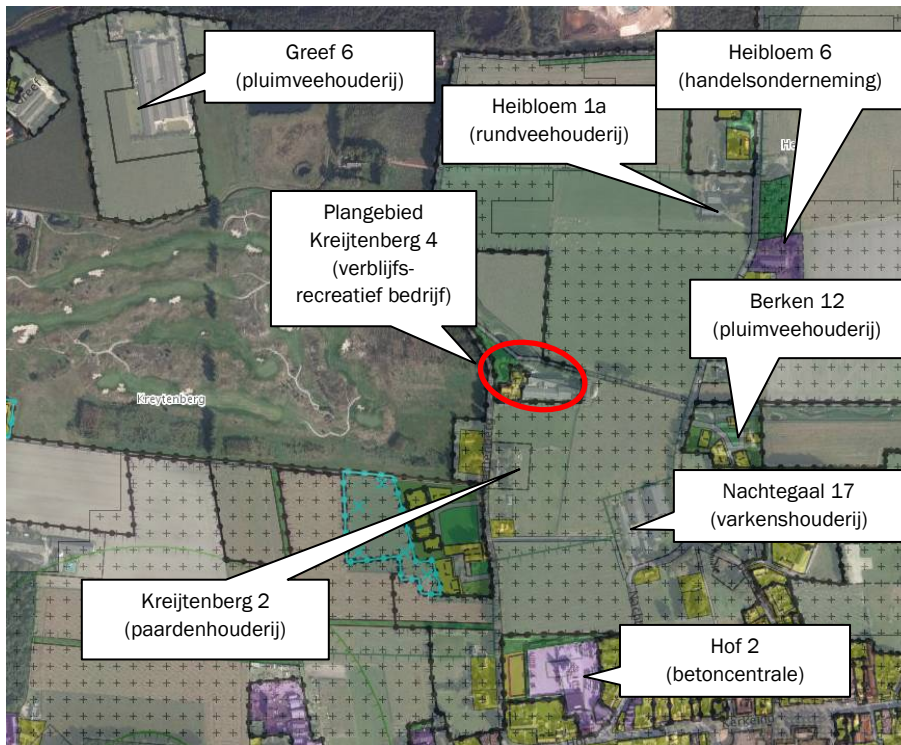 Greef 6
(pluimveehouderij)
Heibloem 6
(handelsonderneming)
Heibloem 1a
(rundveehouderij)
Greef
Plangebied
Kreijtenberg 4
(verblijfs-
recreatief bedrijf)
Berken 12
(pluimveehouderij)
Kreytenberg
Nachtegaal 17
(varkenshouderij)
Kreijtenberg 2
(paardenhouderij)
Hof 2
(betoncentrale)